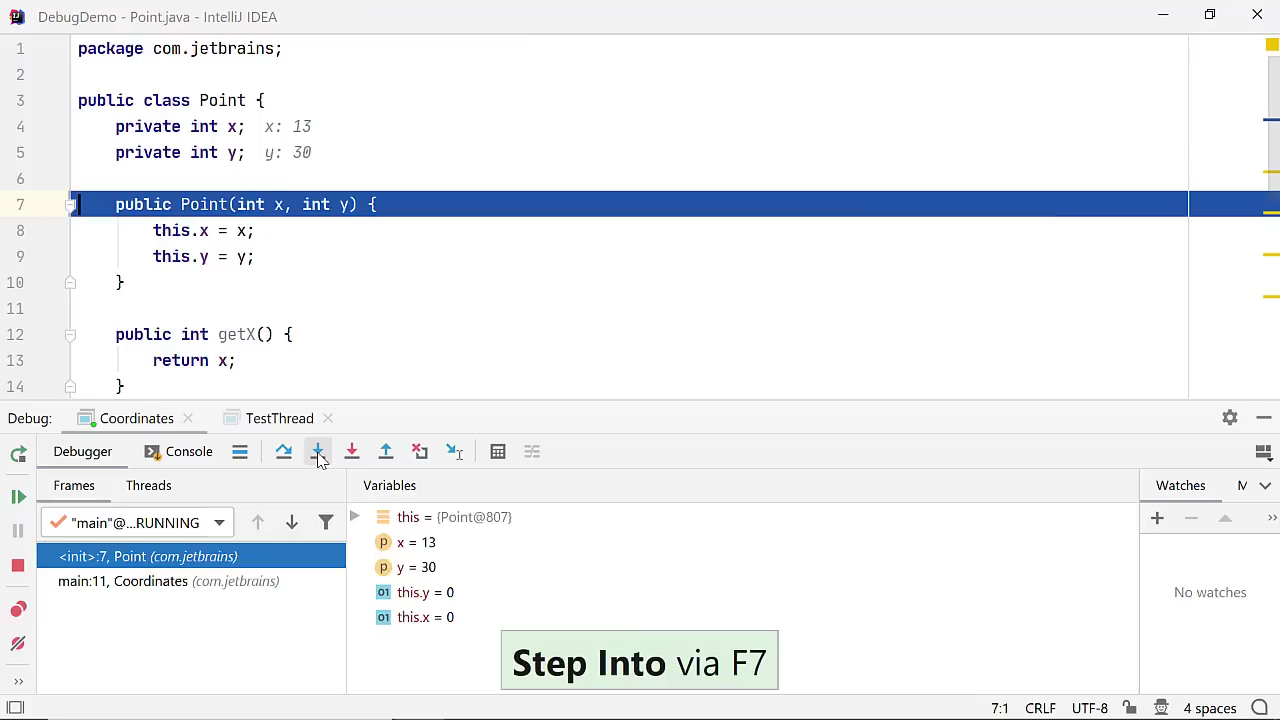 DebugDemo - Point.java - IntelliJ IDEA
1 package com.jetbrains;
2
3 public class Point {
4 private int x; x: 13
5 private int y; y: 30
6
7 public Point(int x, int y) {
8 this.x = x;
9 this.y = y;
10 }
11
12 public int getX() {
13 return x;
14 }
Debug: Coordinates TestThread
Debugger Console
Frames Threads Variables Watches M
"main"@...RUNNING
this = {Point@807}
x = 13
<init>:7, Point (com.jetbrains)
y = 30
main:11, Coordinates (com.jetbrains)
01 this.y = 0
No watches
01 this.x = 0
Step Into via F7
7:1 CRLF UTF-8 4 spaces